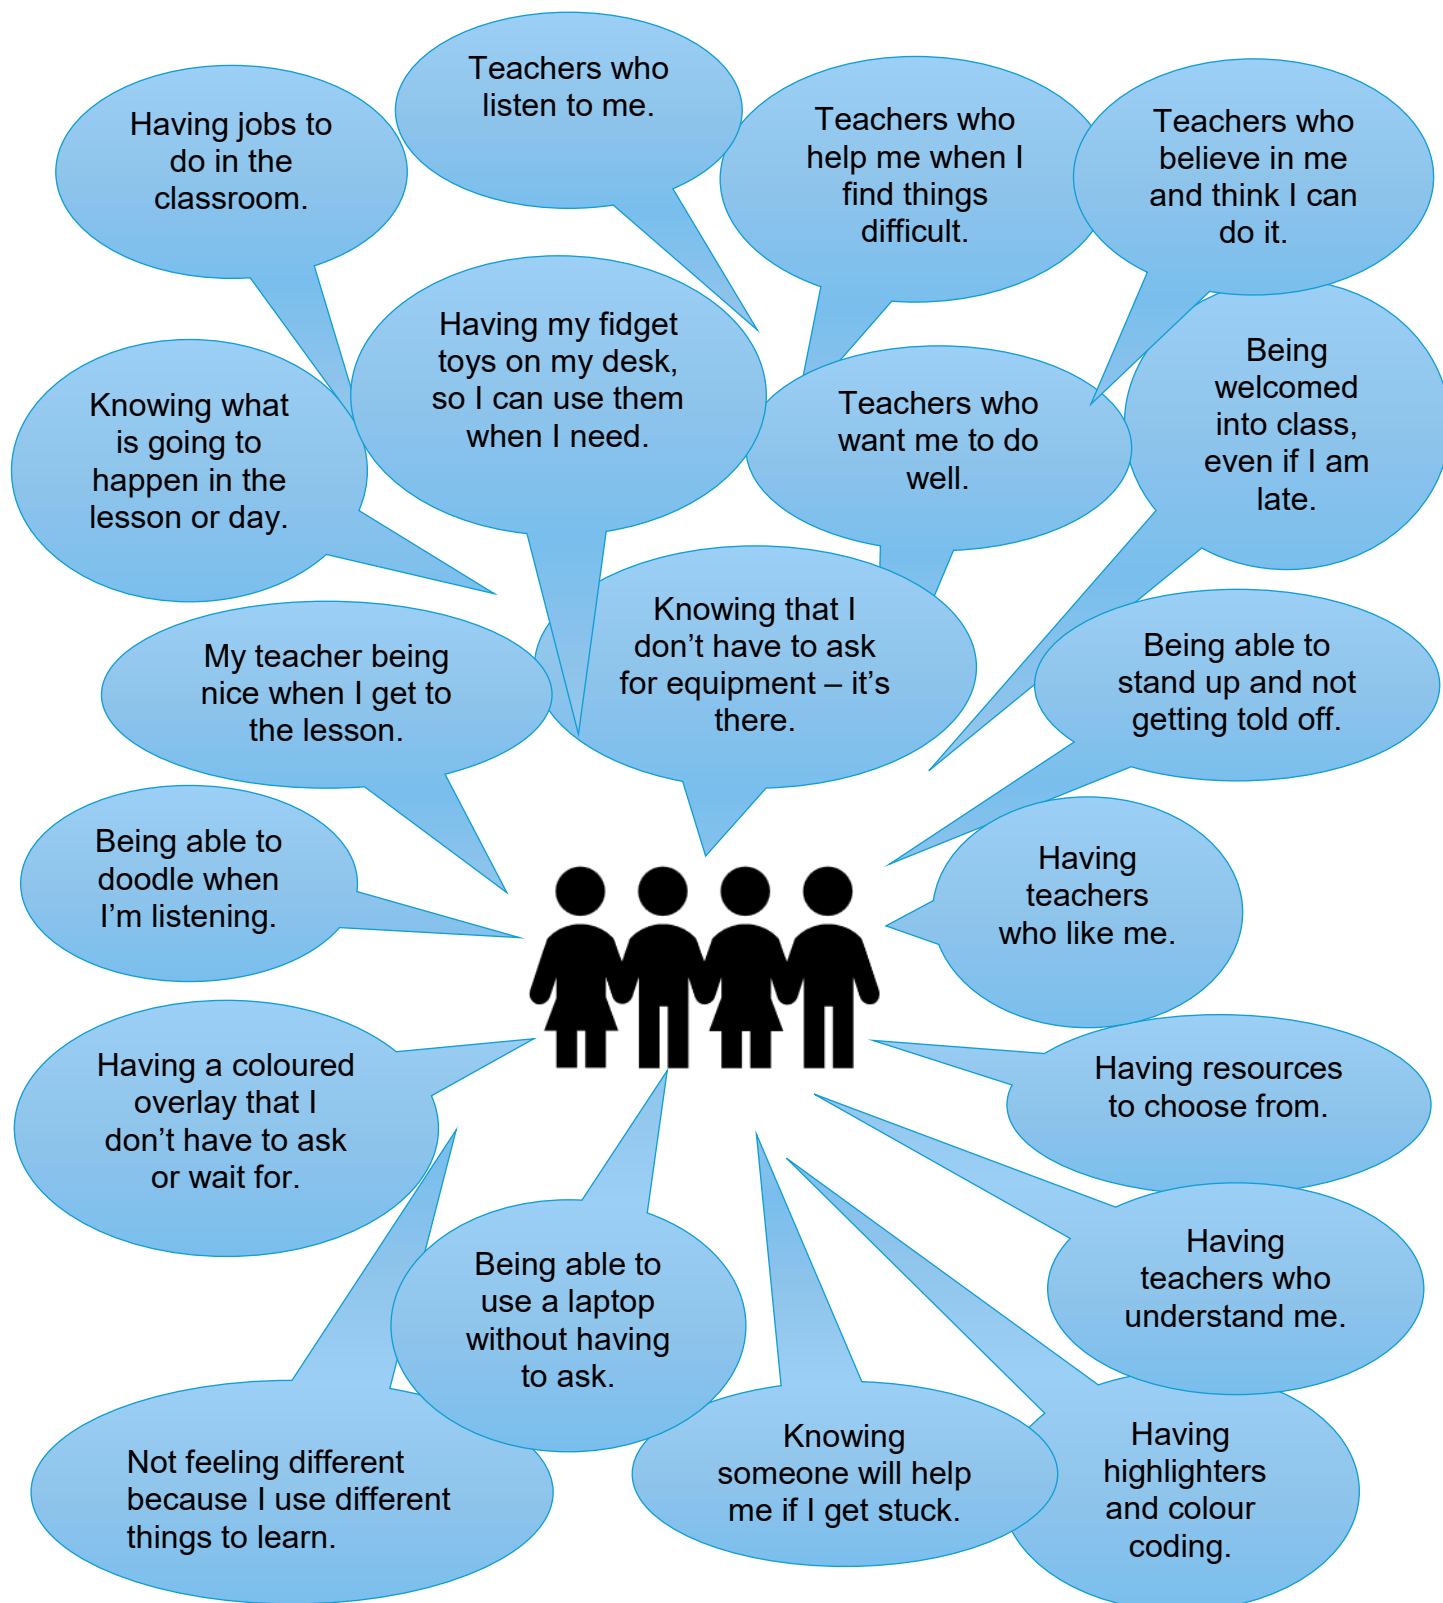 Teachers who
listen to me.
Having jobs to
do in the
classroom.
Teachers who
help me when I
find things
difficult.
Teachers who
believe in me
and think I can
do it.
Having my fidget
toys on my desk,
so I can use them
when I need.
Being
welcomed
into class,
even if I am
late.
Knowing what
is going to
happen in the
lesson or day.
Teachers who
want me to do
well.
Knowing that I
don’t have to ask
for equipment – it’s
there.
My teacher being
nice when I get to
the lesson.
Being able to
stand up and not
getting told off.
Being able to
doodle when
I’m listening.
Having
teachers
who like me.
Having a coloured
overlay that I
don’t have to ask
or wait for.
Having resources
to choose from.
Having
teachers who
understand me.
Being able to
use a laptop
without having
to ask.
Not feeling different
because I use different
things to learn.
Knowing
someone will help
me if I get stuck.
Having
highlighters
and colour
coding.